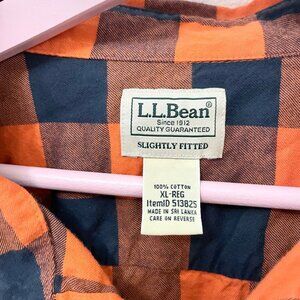 L.L.Bean®
Since 1912
QUALITY GUARANTEED
SLIGHTLY FITTED
100% COTTON
XL-REG
ItemID 513825
MADE IN SRI LANKA
CARE ON REVERSE